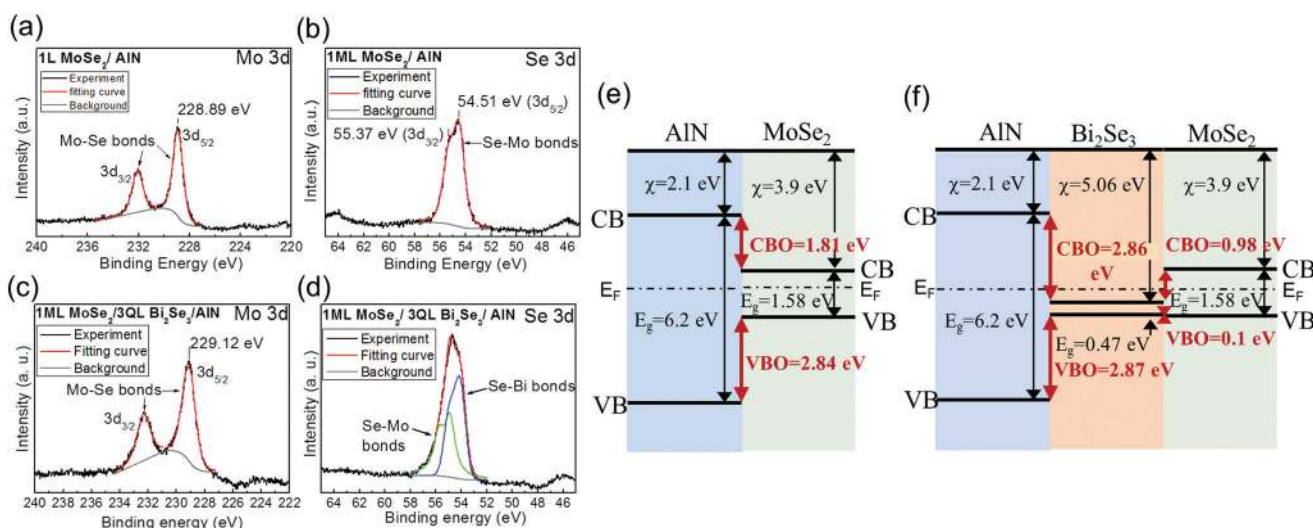 (a)
1L MoSe2/ AlN
Mo 3d
Experiment
fitting curve
Background
228.89 eV
3d5/2
Mo-Se bonds
3d3/2
Intensity (a.u.)
240 236 232 228 224 220
Binding Energy (eV)
(b)
1ML MoSe2/ AlN
Se 3d
Experiment
fitting curve
Background
54.51 eV (3d5/2)
55.37 eV (3d3/2)
Se-Mo bonds
Intensity (a.u.)
64 62 60 58 56 54 52 50 48 46
Binding Energy (eV)
(c)
1ML MoSe2/3QL Bi2Se3/AlN
Mo 3d
Experiment
Fitting curve
Background
229.12 eV
3d5/2
Mo-Se bonds
3d3/2
Intensity (a. u.)
240 238 236 234 232 230 228 226 224 222
Binding energy (eV)
(d)
1ML MoSe2/ 3QL Bi2Se3/ AlN
Se 3d
Experiment
Fitting curve
Background
Se-Bi bonds
Se-Mo
bonds
Intensity (a. u.)
64 62 60 58 56 54 52 50 48 46
Binding energy (eV)
(e)
AlN MoSe2
χ=2.1 eV
χ=3.9 eV
CB
CBO=1.81 eV
CB
EF
EF
Eg=1.58 eV
Eg=6.2 eV
VB
VBO=2.84 eV
VB
(f)
AlN Bi2Se3 MoSe2
χ=2.1 eV
χ=5.06 eV
χ=3.9 eV
CB
CBO=2.86
eV
CBO=0.98 eV
CB
EF
EF
Eg=1.58 eV
Eg=6.2 eV
VB
Eg=0.47 eV
VBO=0.1 eV
VBO=2.87 eV
VB